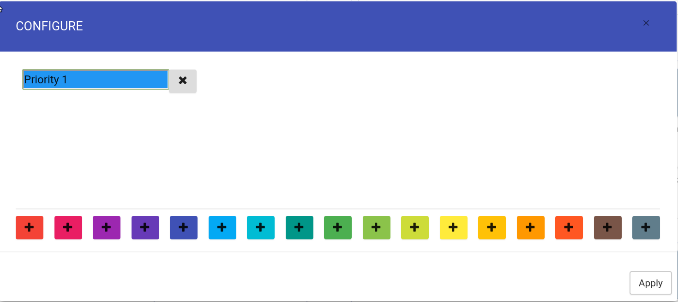 CONFIGURE
×
Priority 1
✖
+ + + + + + + + + + + + + + + + +
Apply